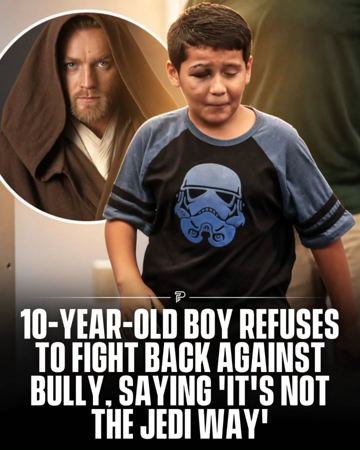 10-YEAR-OLD BOY REFUSES
TO FIGHT BACK AGAINST
BULLY, SAYING 'IT'S NOT
THE JEDI WAY'